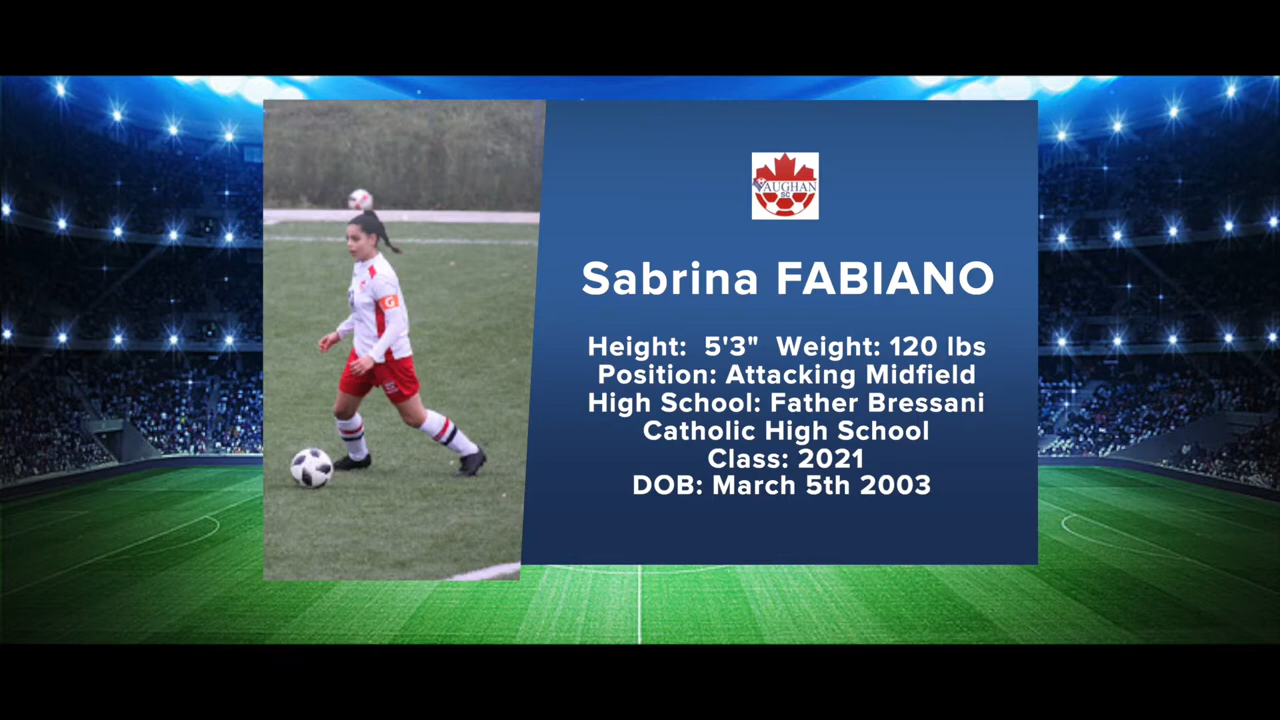 VAUGHAN
SC
Sabrina FABIANO
Height: 5'3" Weight: 120 lbs
Position: Attacking Midfield
High School: Father Bressani
Catholic High School
Class: 2021
DOB: March 5th 2003
G